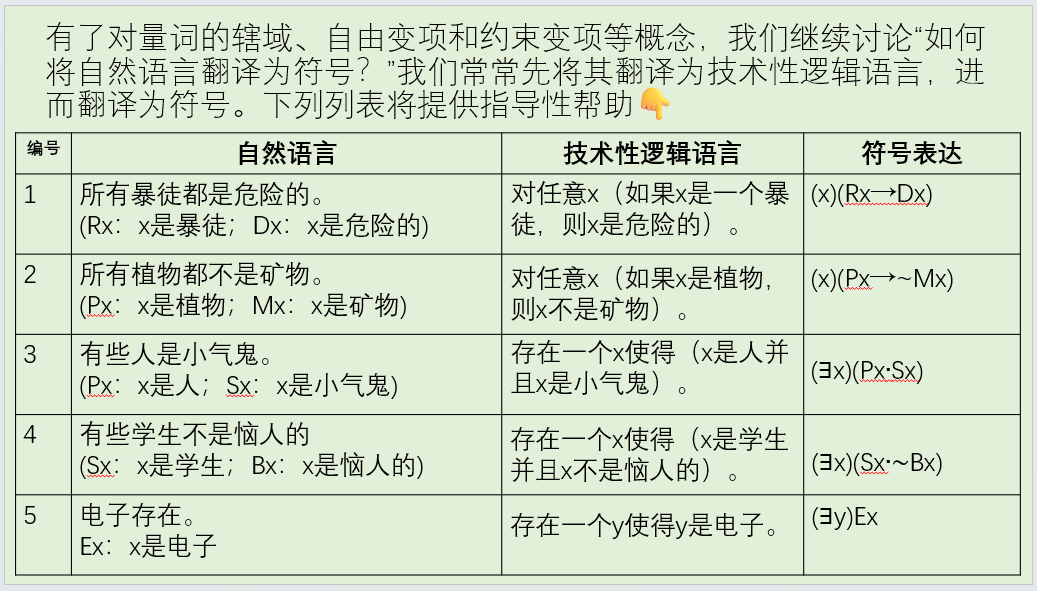 有了对量词的辖域、自由变项和约束变项等概念，我们继续讨论“如何
将自然语言翻译为符号？”我们常常先将其翻译为技术性逻辑语言，进
而翻译为符号。下列列表将提供指导性帮助👇
编号 自然语言 技术性逻辑语言 符号表达
1 所有暴徒都是危险的。
(Rx：x是暴徒；Dx：x是危险的)
对任意x（如果x是一个暴
徒，则x是危险的）。
(x)(Rx→Dx)
2 所有植物都不是矿物。
(Px：x是植物；Mx：x是矿物)
对任意x（如果x是植物，
则x不是矿物）。
(x)(Px→~Mx)
3 有些人是小气鬼。
(Px：x是人；Sx：x是小气鬼)
存在一个x使得（x是人并
且x是小气鬼）。
(∃x)(Px·Sx)
4 有些学生不是恼人的
(Sx：x是学生；Bx：x是恼人的)
存在一个x使得（x是学生
并且x不是恼人的）。
(∃x)(Sx·~Bx)
5 电子存在。
Ex：x是电子
存在一个y使得y是电子。
(∃y)Ex